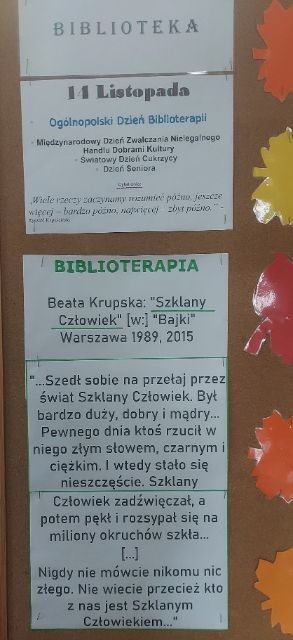 BIBLIOTEKA
14 Listopada
Ogólnopolski Dzień Biblioterapii
- Międzynarodowy Dzień Zwalczania Nielegalnego
Handlu Dobrami Kultury
- Światowy Dzień Cukrzycy
- Dzień Seniora
„Wiele rzeczy zaczynamy rozumieć późno, jeszcze
więcej – bardzo późno, najwięcej – zbyt późno.” -
BIBLIOTERAPIA
Beata Krupska: "Szklany
Człowiek" [w:] "Bajki"
Warszawa 1989, 2015
"...Szedł sobie na przełaj przez
świat Szklany Człowiek. Był
bardzo duży, dobry i mądry...
Pewnego dnia ktoś rzucił w
niego złym słowem, czarnym i
ciężkim. I wtedy stało się
nieszczęście. Szklany
Człowiek zadźwięczał, a
potem pękł i rozsypał się na
miliony okruchów szkła...
[...]
Nigdy nie mówcie nikomu nic
złego. Nie wiecie przecież kto
z nas jest Szklanym
Człowiekiem..."